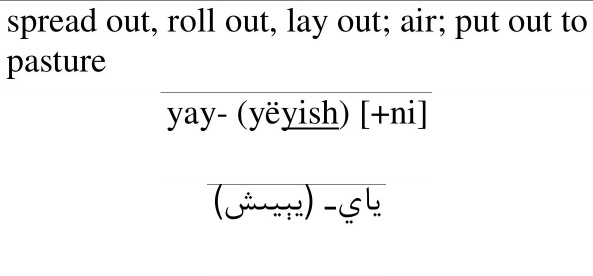 spread out, roll out, lay out; air; put out to
pasture
yay- (yëyish) [+ni]
ياي- (يېيىش)